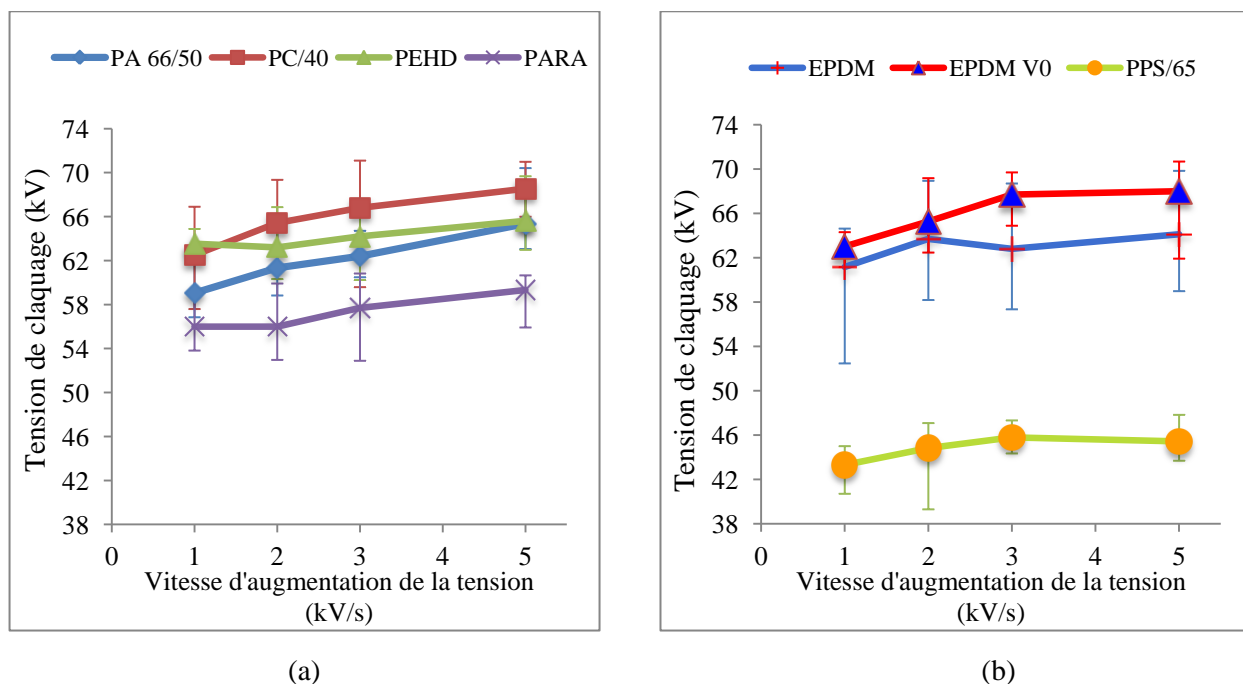 PA 66/50 PC/40 PEHD PARA
Tension de claquage (kV)
74
70
66
62
58
54
50
46
42
38
0 1 2 3 4 5
Vitesse d'augmentation de la tension
(kV/s)
(a)
EPDM EPDM V0 PPS/65
Tension de claquage (kV)
74
70
66
62
58
54
50
46
42
38
0 1 2 3 4 5
Vitesse d'augmentation de la tension
(kV/s)
(b)